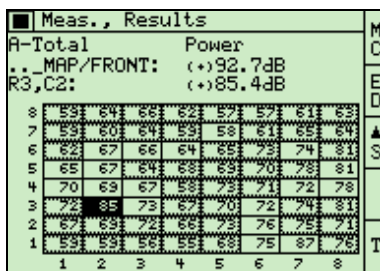 Meas., Results
A-Total Power
.._MAP/FRONT: (+)92.7dB
R3,C2: (+)85.4dB
8 53 64 66 62 57 57 61 63
7 53 60 64 59 58 61 65 64
6 62 67 66 64 65 73 74 81
5 65 67 64 68 69 70 78 81
4 70 69 67 58 73 71 72 78
3 72 85 73 67 70 72 74 81
2 67 69 72 66 73 76 75 71
1 53 59 56 55 68 75 87 76
1 2 3 4 5 6 7 8
M
C
E
D
S
T